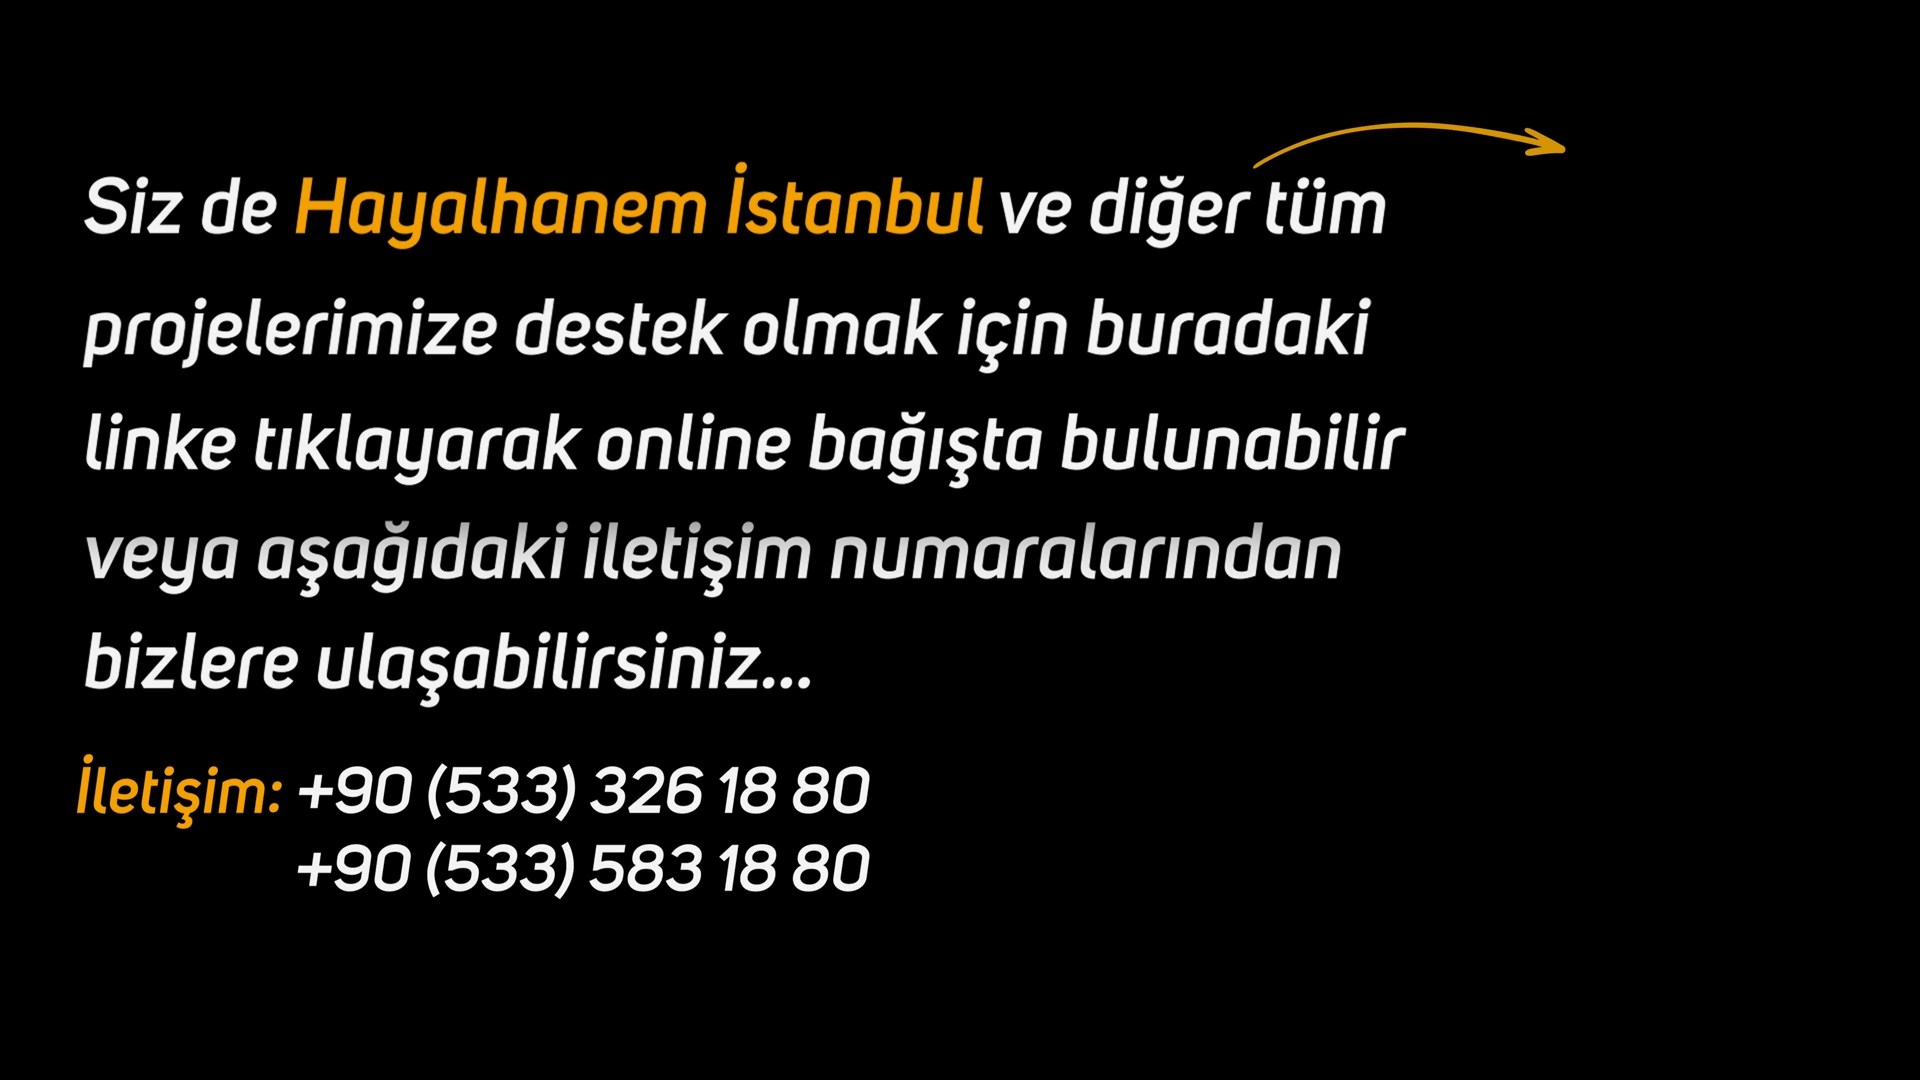 Siz de Hayalhanem İstanbul ve diğer tüm
projelerimize destek olmak için buradaki
linke tıklayarak online bağışta bulunabilir
veya aşağıdaki iletişim numaralarından
bizlere ulaşabilirsiniz...
İletişim: +90 (533) 326 18 80
+90 (533) 583 18 80